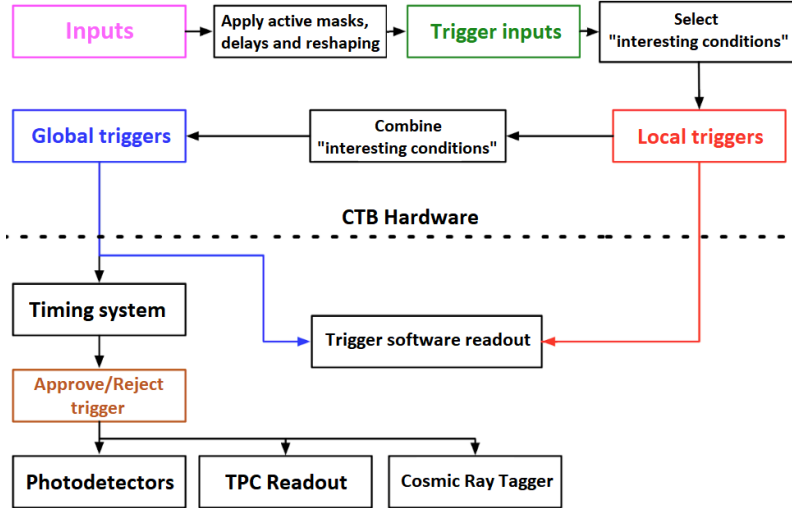 Inputs
Apply active masks,
delays and reshaping
Trigger inputs
Select
"interesting conditions"
Global triggers
Combine
"interesting conditions"
Local triggers
CTB Hardware
Timing system
Trigger software readout
Approve/Reject
trigger
Photodetectors
TPC Readout
Cosmic Ray Tagger